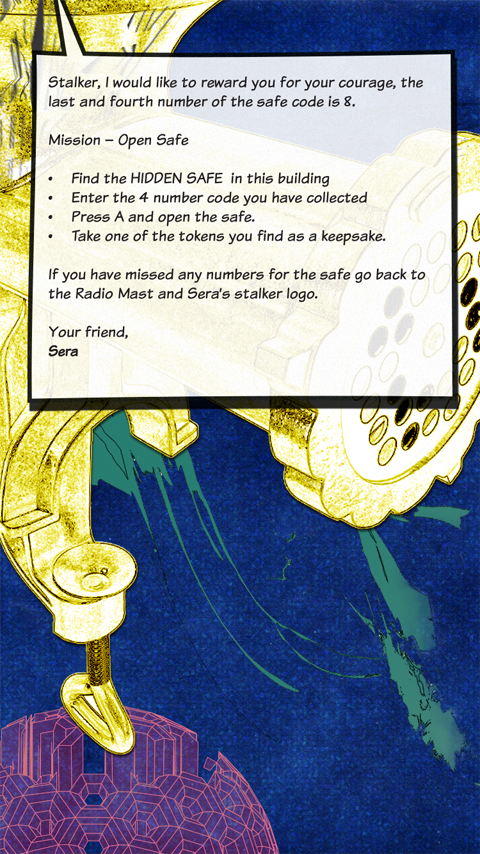 Stalker, I would like to reward you for your courage, the
last and fourth number of the safe code is 8.
Mission – Open Safe
• Find the HIDDEN SAFE in this building
• Enter the 4 number code you have collected
• Press A and open the safe.
• Take one of the tokens you find as a keepsake.
If you have missed any numbers for the safe go back to
the Radio Mast and Sera's stalker logo.
Your friend,
Sera